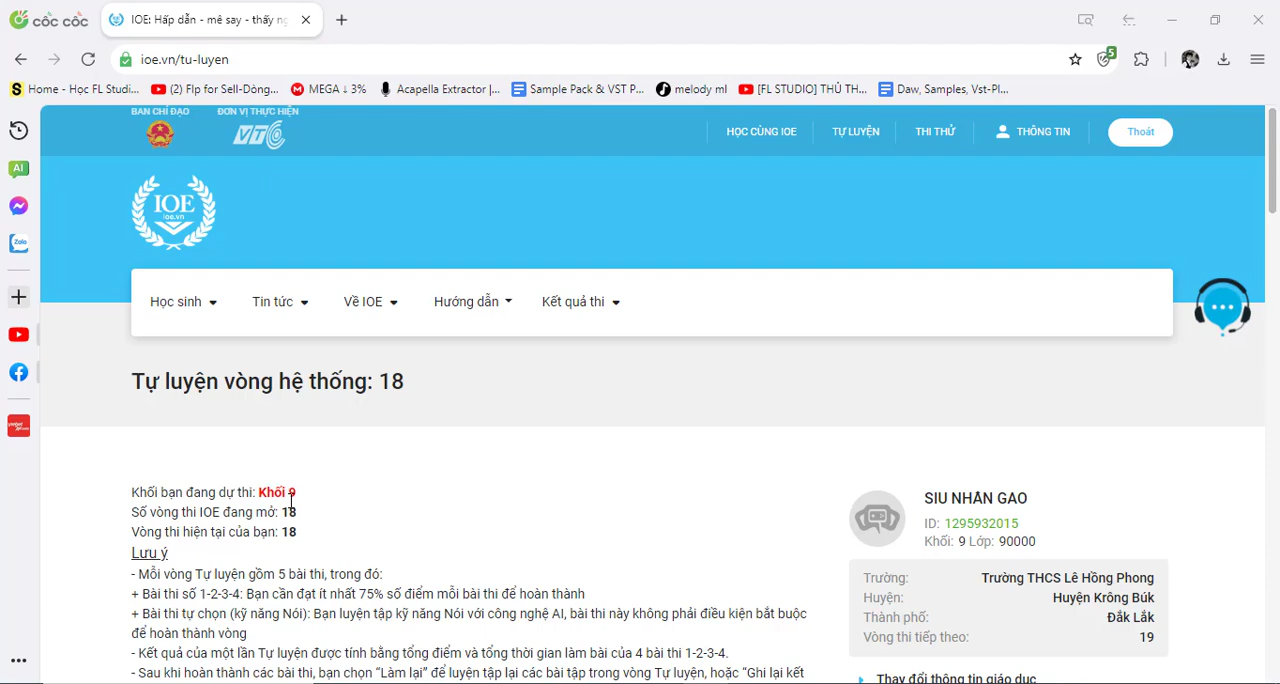 cốc cốc
IOE: Hấp dẫn - mê say - thấy ng
ioe.vn/tu-luyen
5
Home - Học FL Studi...
(2) Flp for Sell-Dòng...
MEGA ↓ 3%
Acapella Extractor |...
Sample Pack & VST P...
melody ml
[FL STUDIO] THỦ TH...
Daw, Samples, Vst-Pl...
AI
Zalo
BAN CHỈ ĐẠO
ĐƠN VỊ THỰC HIỆN
VTC
HỌC CÙNG IOE
TỰ LUYỆN
THI THỬ
THÔNG TIN
Thoát
IOE
ioe.vn
Học sinh
Tin tức
Về IOE
Hướng dẫn
Kết quả thi
Tự luyện vòng hệ thống: 18
Khối bạn đang dự thi: Khối 9
Số vòng thi IOE đang mở: 18
Vòng thi hiện tại của bạn: 18
Lưu ý
- Mỗi vòng Tự luyện gồm 5 bài thi, trong đó:
+ Bài thi số 1-2-3-4: Bạn cần đạt ít nhất 75% số điểm mỗi bài thi để hoàn thành
+ Bài thi tự chọn (kỹ năng Nói): Bạn luyện tập kỹ năng Nói với công nghệ AI, bài thi này không phải điều kiện bắt buộc
để hoàn thành vòng
- Kết quả của một lần Tự luyện được tính bằng tổng điểm và tổng thời gian làm bài của 4 bài thi 1-2-3-4.
- Sau khi hoàn thành các bài thi, bạn chọn “Làm lại” để luyện tập lại các bài tập trong vòng Tự luyện, hoặc “Ghi lại kết
SIU NHÂN GAO
ID: 1295932015
Khối: 9 Lớp: 90000
Trường: Trường THCS Lê Hồng Phong
Huyện: Huyện Krông Búk
Thành phố: Đắk Lắk
Vòng thi tiếp theo: 19
Thay đổi thông tin giáo dục